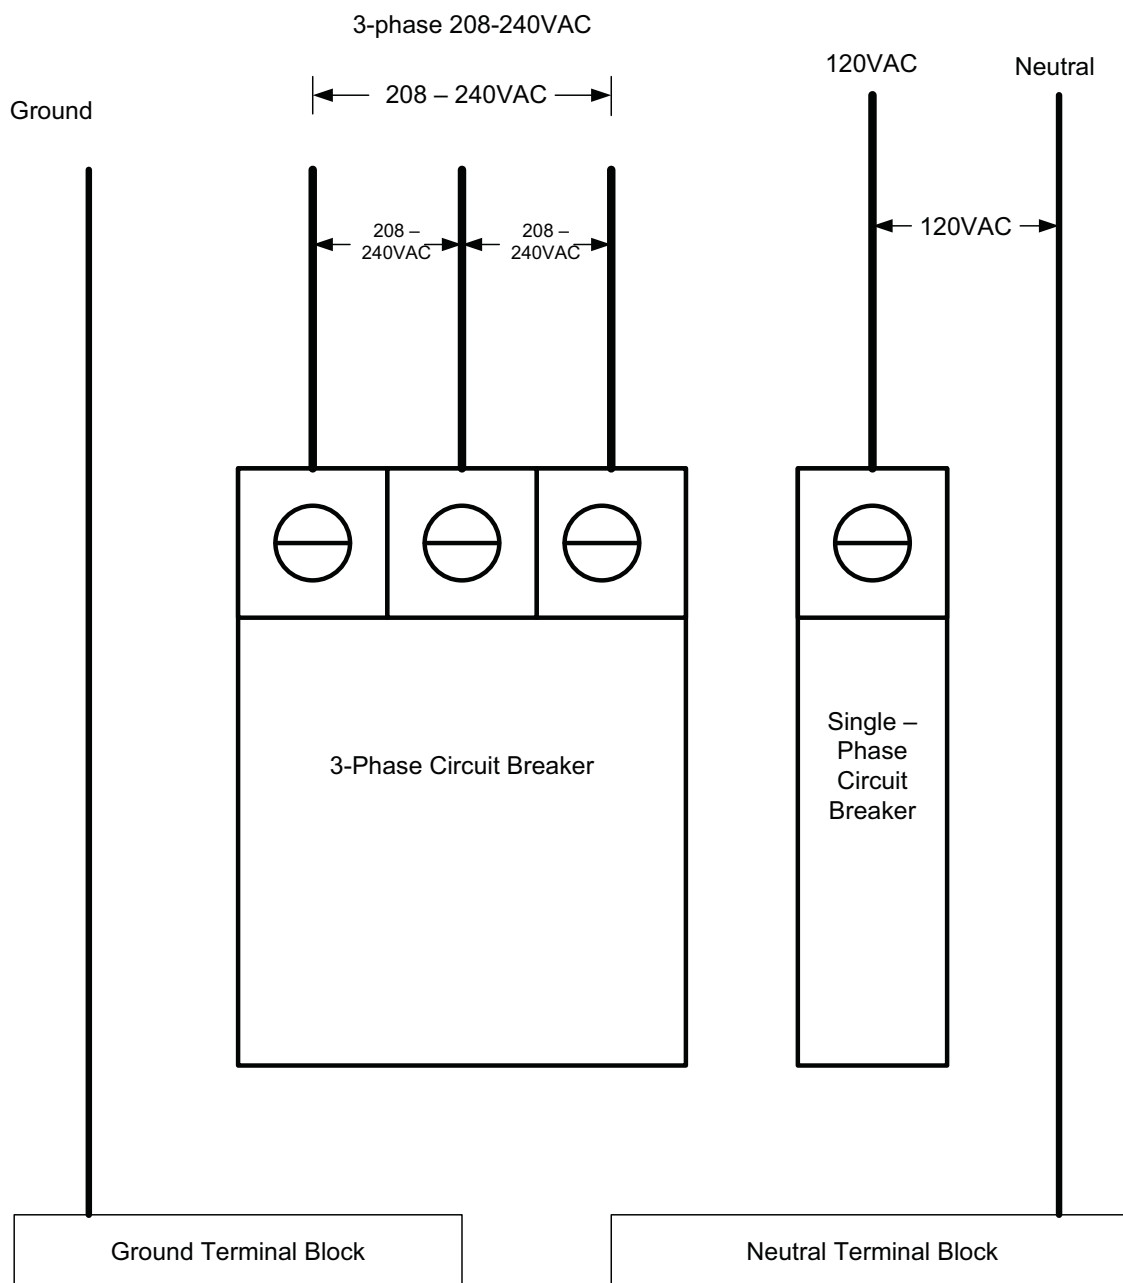 3-phase 208-240VAC
120VAC
Neutral
208 – 240VAC
Ground
208 –
240VAC
208 –
240VAC
120VAC
3-Phase Circuit Breaker
Single –
Phase
Circuit
Breaker
Ground Terminal Block
Neutral Terminal Block